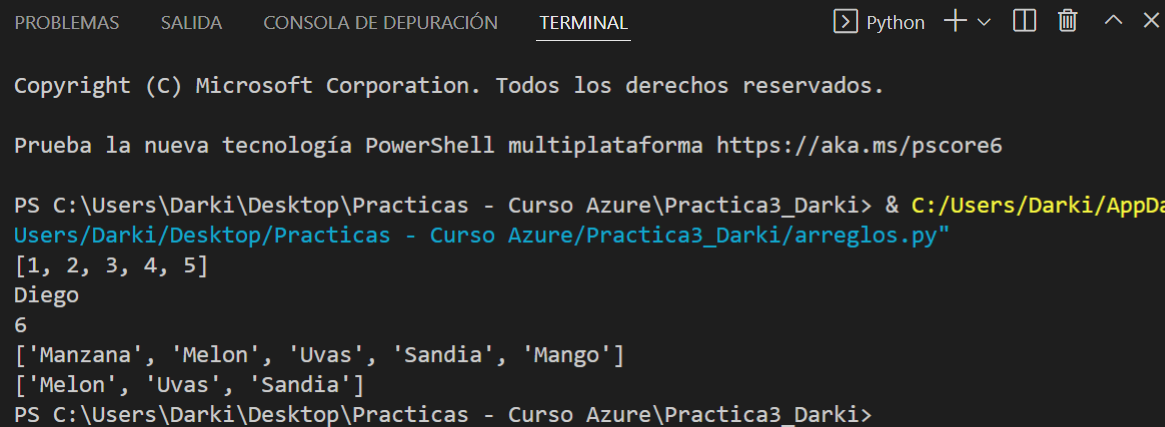 PROBLEMAS SALIDA CONSOLA DE DEPURACIÓN TERMINAL Python
Copyright (C) Microsoft Corporation. Todos los derechos reservados.
Prueba la nueva tecnología PowerShell multiplataforma https://aka.ms/pscore6
PS C:\Users\Darki\Desktop\Practicas - Curso Azure\Practica3_Darki> & C:/Users/Darki/AppDa
Users/Darki/Desktop/Practicas - Curso Azure/Practica3_Darki/arreglos.py"
[1, 2, 3, 4, 5]
Diego
6
['Manzana', 'Melon', 'Uvas', 'Sandia', 'Mango']
['Melon', 'Uvas', 'Sandia']
PS C:\Users\Darki\Desktop\Practicas - Curso Azure\Practica3_Darki>